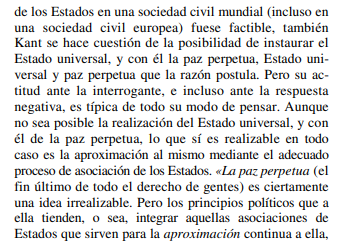 de los Estados en una sociedad civil mundial (incluso en
una sociedad civil europea) fuese factible, también
Kant se hace cuestión de la posibilidad de instaurar el
Estado universal, y con él la paz perpetua, Estado uni-
versal y paz perpetua que la razón postula. Pero su ac-
titud ante la interrogante, e incluso ante la respuesta
negativa, es típica de todo su modo de pensar. Aunque
no sea posible la realización del Estado universal, y con
él de la paz perpetua, lo que sí es realizable en todo
caso es la aproximación al mismo mediante el adecuado
proceso de asociación de los Estados. «La paz perpetua (el
fin último de todo el derecho de gentes) es ciertamente
una idea irrealizable. Pero los principios políticos que a
ella tienden, o sea, integrar aquellas asociaciones de
Estados que sirven para la aproximación continua a ella,